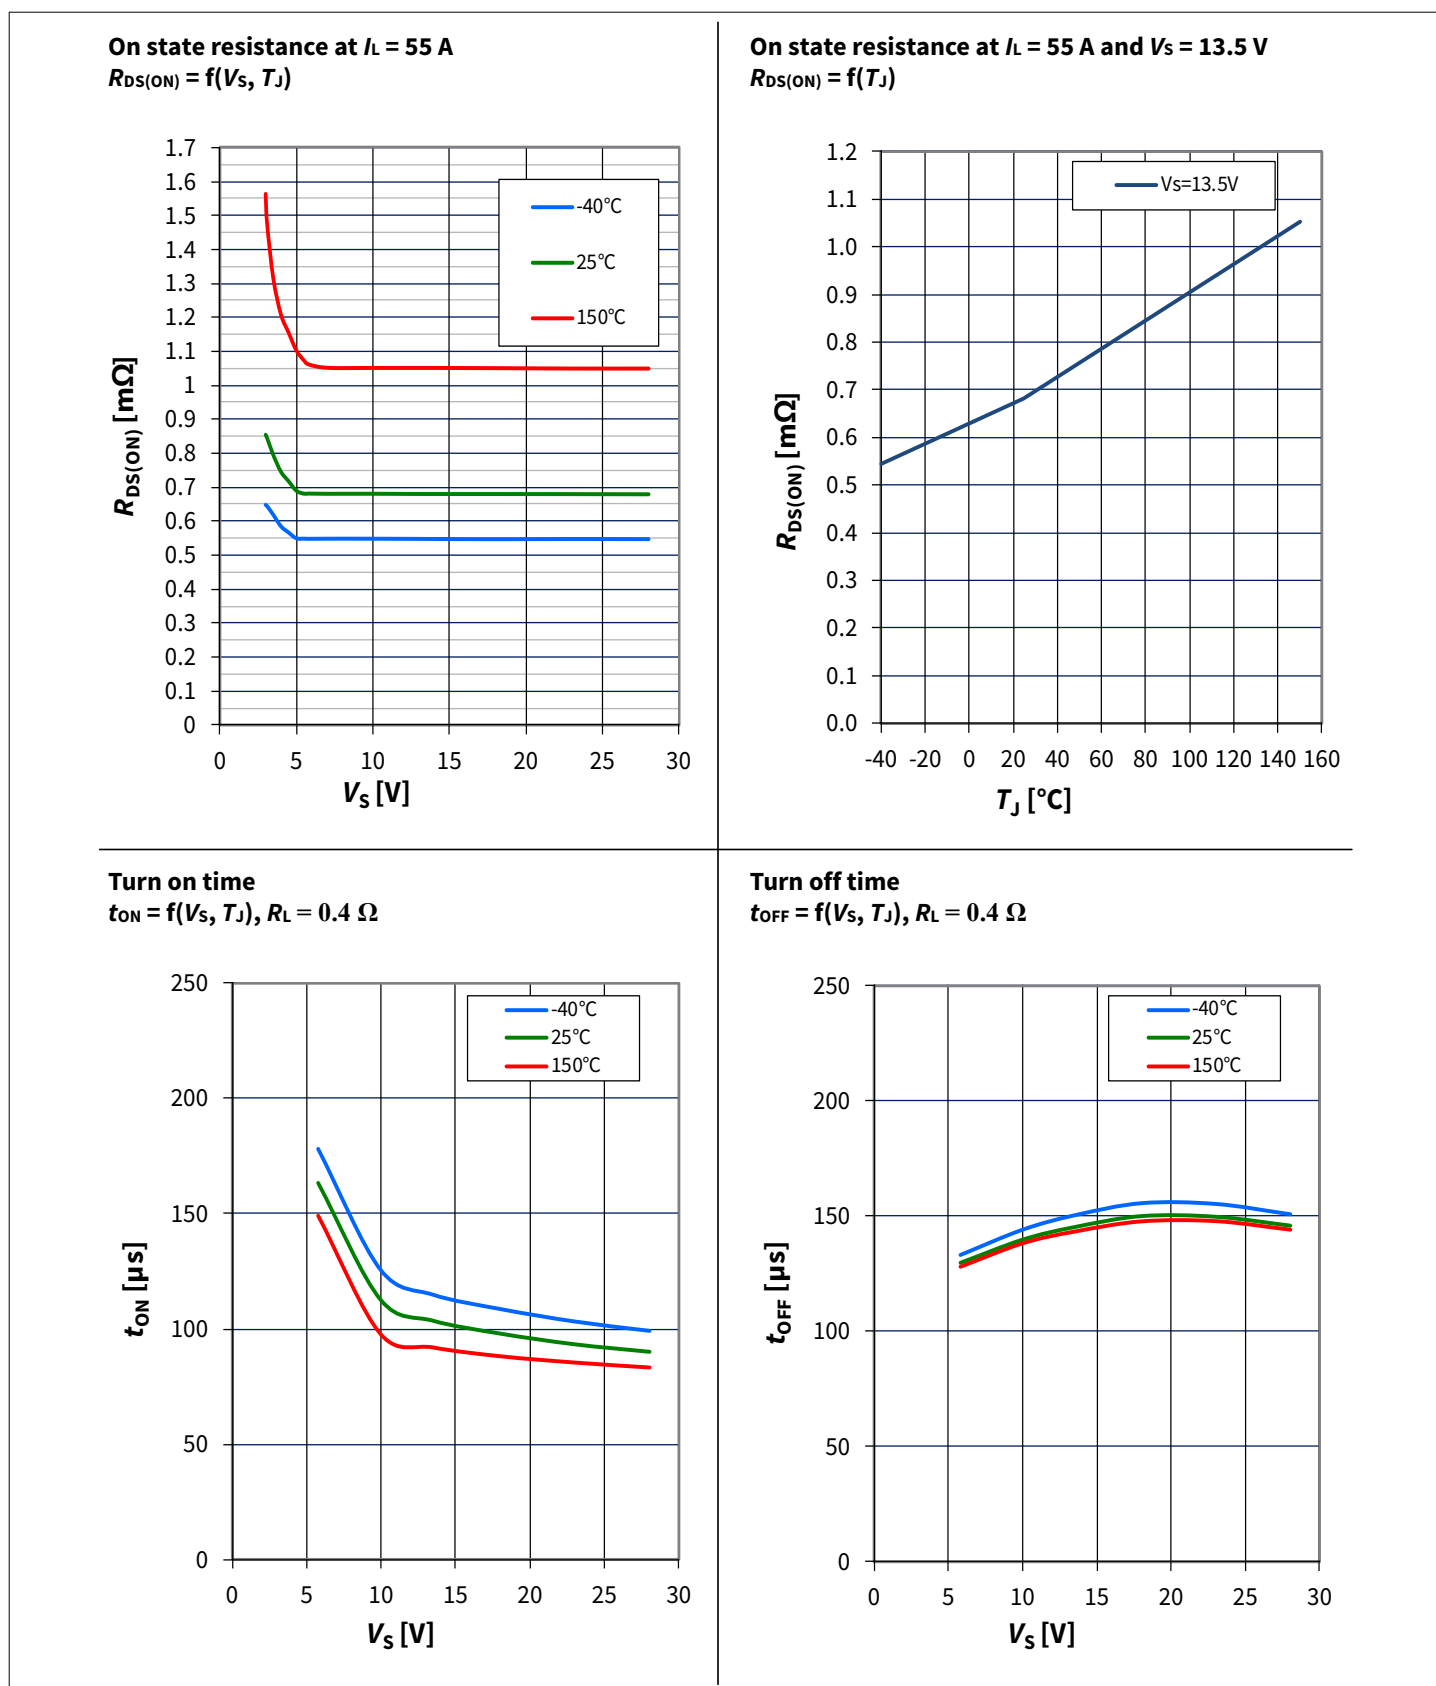 On state resistance at IL = 55 A
RDS(ON) = f(VS, TJ)
1.7
1.6
1.5
1.4
1.3
1.2
1.1
1
0.9
0.8
0.7
0.6
0.5
0.4
0.3
0.2
0.1
0
-40°C
25°C
150°C
RDS(ON) [mΩ]
0 5 10 15 20 25 30
VS [V]
On state resistance at IL = 55 A and VS = 13.5 V
RDS(ON) = f(TJ)
1.2
1.1
1.0
0.9
0.8
0.7
0.6
0.5
0.4
0.3
0.2
0.1
0.0
Vs=13.5V
RDS(ON) [mΩ]
-40 -20 0 20 40 60 80 100 120 140 160
TJ [°C]
Turn on time
tON = f(VS, TJ), RL = 0.4 Ω
250
200
150
100
50
0
-40°C
25°C
150°C
tON [µs]
0 5 10 15 20 25 30
VS [V]
Turn off time
tOFF = f(VS, TJ), RL = 0.4 Ω
250
200
150
100
50
0
-40°C
25°C
150°C
tOFF [µs]
0 5 10 15 20 25 30
VS [V]